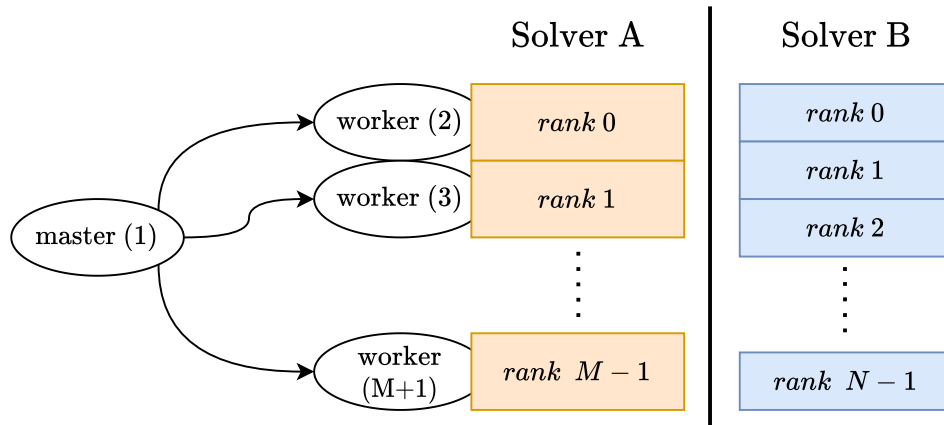 Solver A
Solver B
worker (2)
rank 0
rank 0
rank 1
worker (3)
rank 1
rank 2
master (1)
worker
(M+1)
rank M − 1
rank N − 1